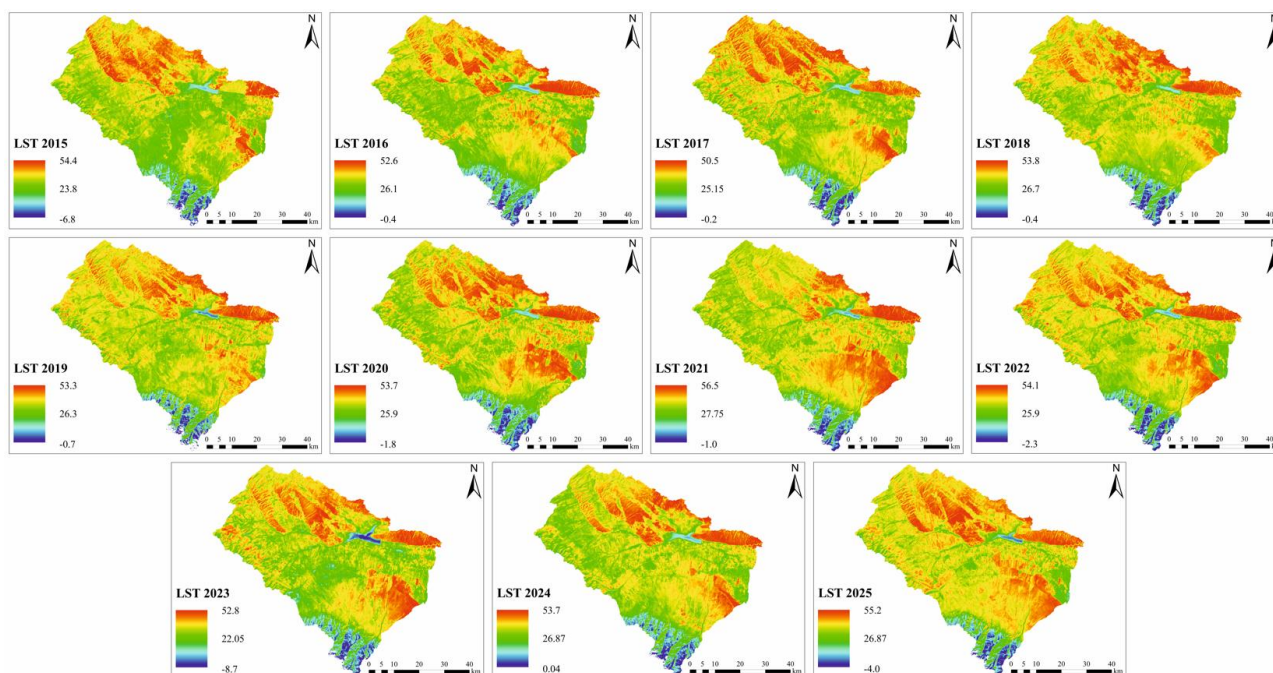 N
LST 2015
54.4
23.8
-6.8
0 5 10 20 30 40
km
N
LST 2016
52.6
26.1
-0.4
0 5 10 20 30 40
km
N
LST 2017
50.5
25.15
-0.2
0 5 10 20 30 40
km
N
LST 2018
53.8
26.7
-0.4
0 5 10 20 30 40
km
N
LST 2019
53.3
26.3
-0.7
0 5 10 20 30 40
km
N
LST 2020
53.7
25.9
-1.8
0 5 10 20 30 40
km
N
LST 2021
56.5
27.75
-1.0
0 5 10 20 30 40
km
N
LST 2022
54.1
25.9
-2.3
0 5 10 20 30 40
km
N
LST 2023
52.8
22.05
-8.7
0 5 10 20 30 40
km
N
LST 2024
53.7
26.87
0.04
0 5 10 20 30 40
km
N
LST 2025
55.2
26.87
-4.0
0 5 10 20 30 40
km